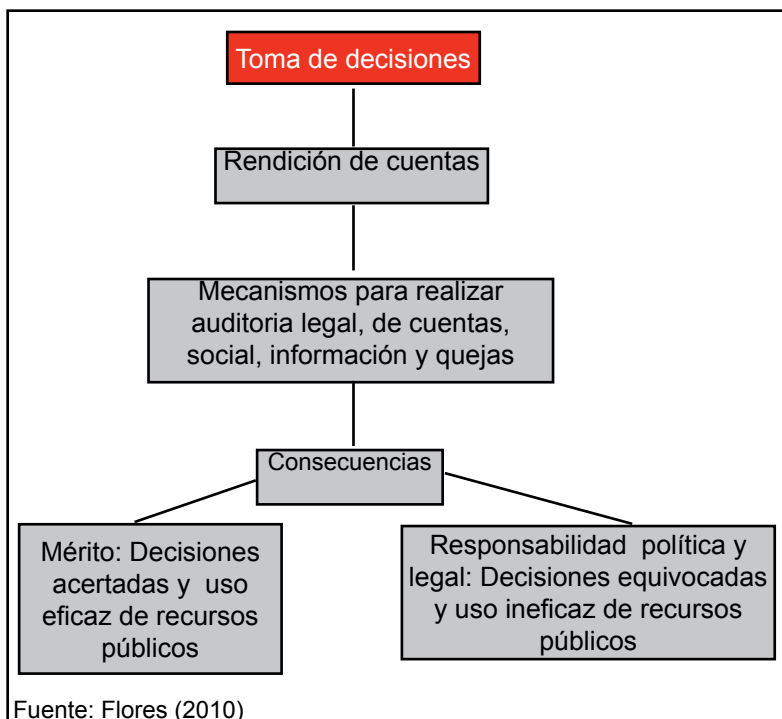 Toma de decisiones
Rendición de cuentas
Mecanismos para realizar
auditoria legal, de cuentas,
social, información y quejas
Consecuencias
Mérito: Decisiones
acertadas y uso
eficaz de recursos
públicos
Responsabilidad política y
legal: Decisiones equivocadas
y uso ineficaz de recursos
públicos
Fuente: Flores (2010)